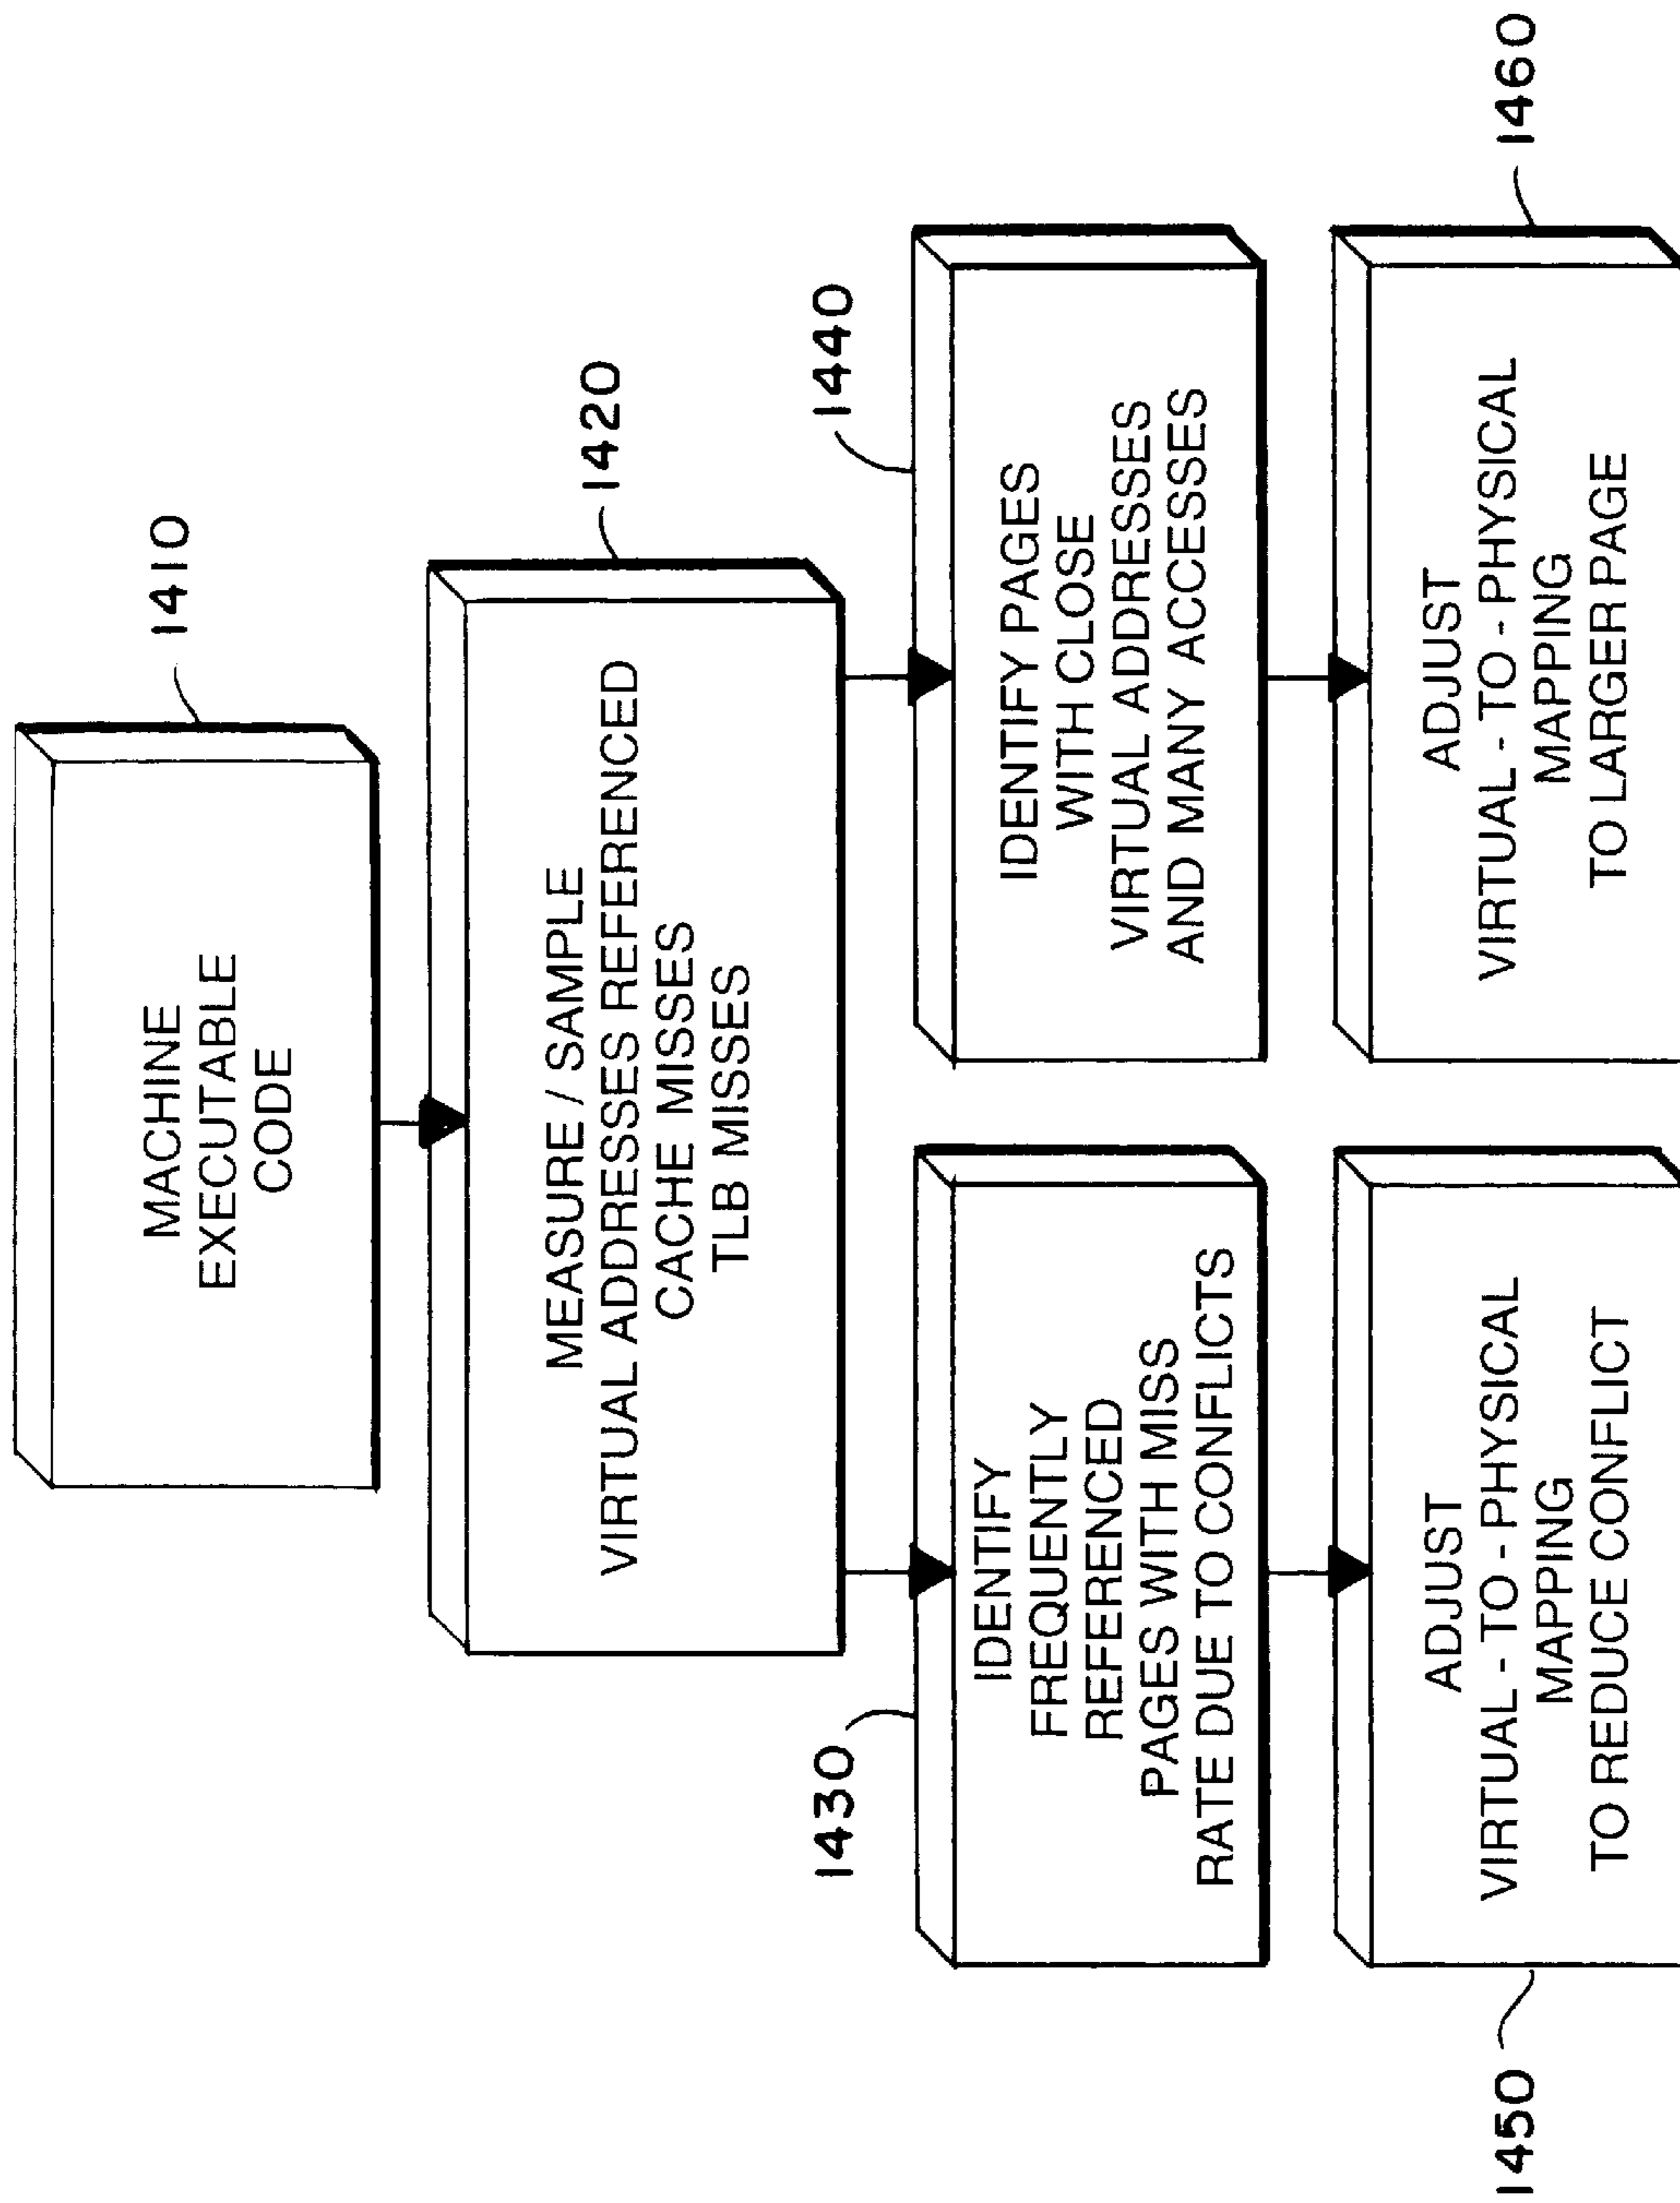 1410
MACHINE
EXECUTABLE
CODE
1420
MEASURE / SAMPLE
VIRTUAL ADDRESSES REFERENCED
CACHE MISSES
TLB MISSES
1430
IDENTIFY
FREQUENTLY
REFERENCED
PAGES WITH MISS
RATE DUE TO CONFLICTS
1440
IDENTIFY PAGES
WITH CLOSE
VIRTUAL ADDRESSES
AND MANY ACCESSES
1450
ADJUST
VIRTUAL - TO - PHYSICAL
MAPPING
TO REDUCE CONFLICT
1460
ADJUST
VIRTUAL - TO - PHYSICAL
MAPPING
TO LARGER PAGE